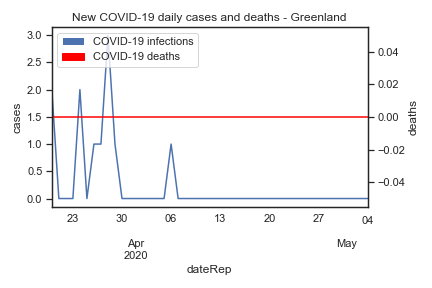 New COVID-19 daily cases and deaths - Greenland
COVID-19 infections
COVID-19 deaths
cases
3.0
2.5
2.0
1.5
1.0
0.5
0.0
deaths
0.04
0.02
0.00
−0.02
−0.04
23 30 06 13 20 27 04
Apr May
2020
dateRep